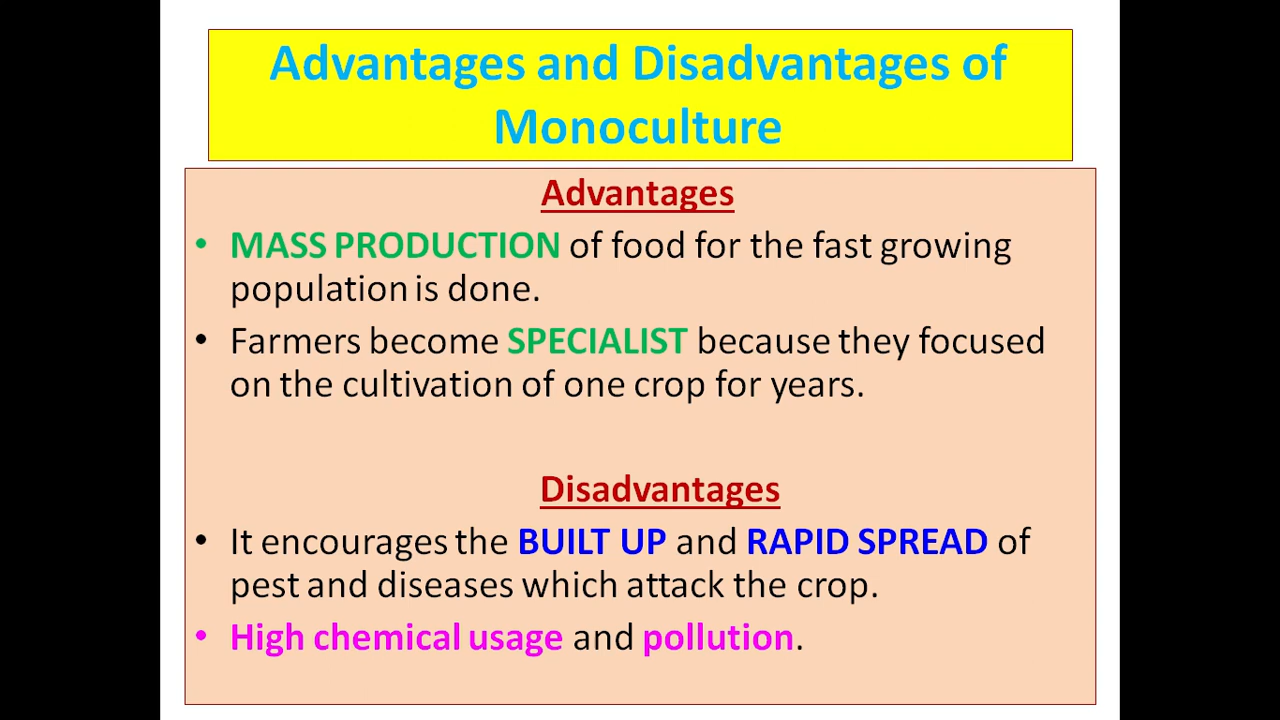 Advantages and Disadvantages of
Monoculture
Advantages
• MASS PRODUCTION of food for the fast growing
population is done.
• Farmers become SPECIALIST because they focused
on the cultivation of one crop for years.
Disadvantages
• It encourages the BUILT UP and RAPID SPREAD of
pest and diseases which attack the crop.
• High chemical usage and pollution.